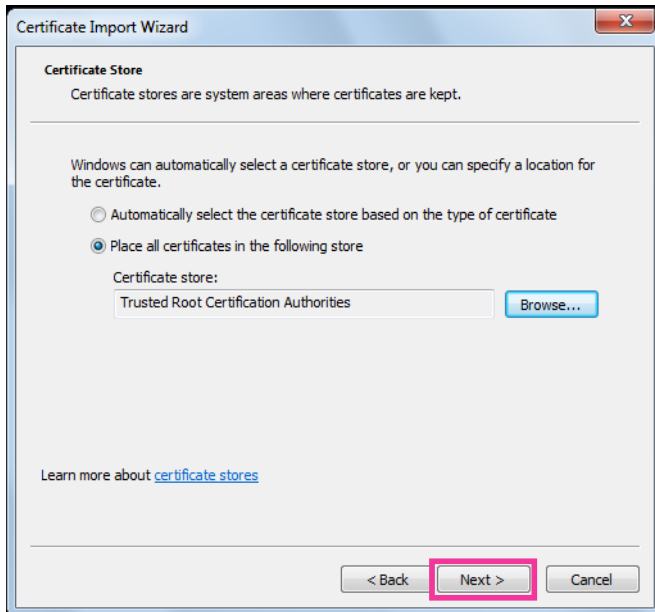 Certificate Import Wizard
Certificate Store
Certificate stores are system areas where certificates are kept.
Windows can automatically select a certificate store, or you can specify a location for
the certificate.
Automatically select the certificate store based on the type of certificate
Place all certificates in the following store
Certificate store:
Trusted Root Certification Authorities
Browse...
Learn more about certificate stores
< Back Next > Cancel